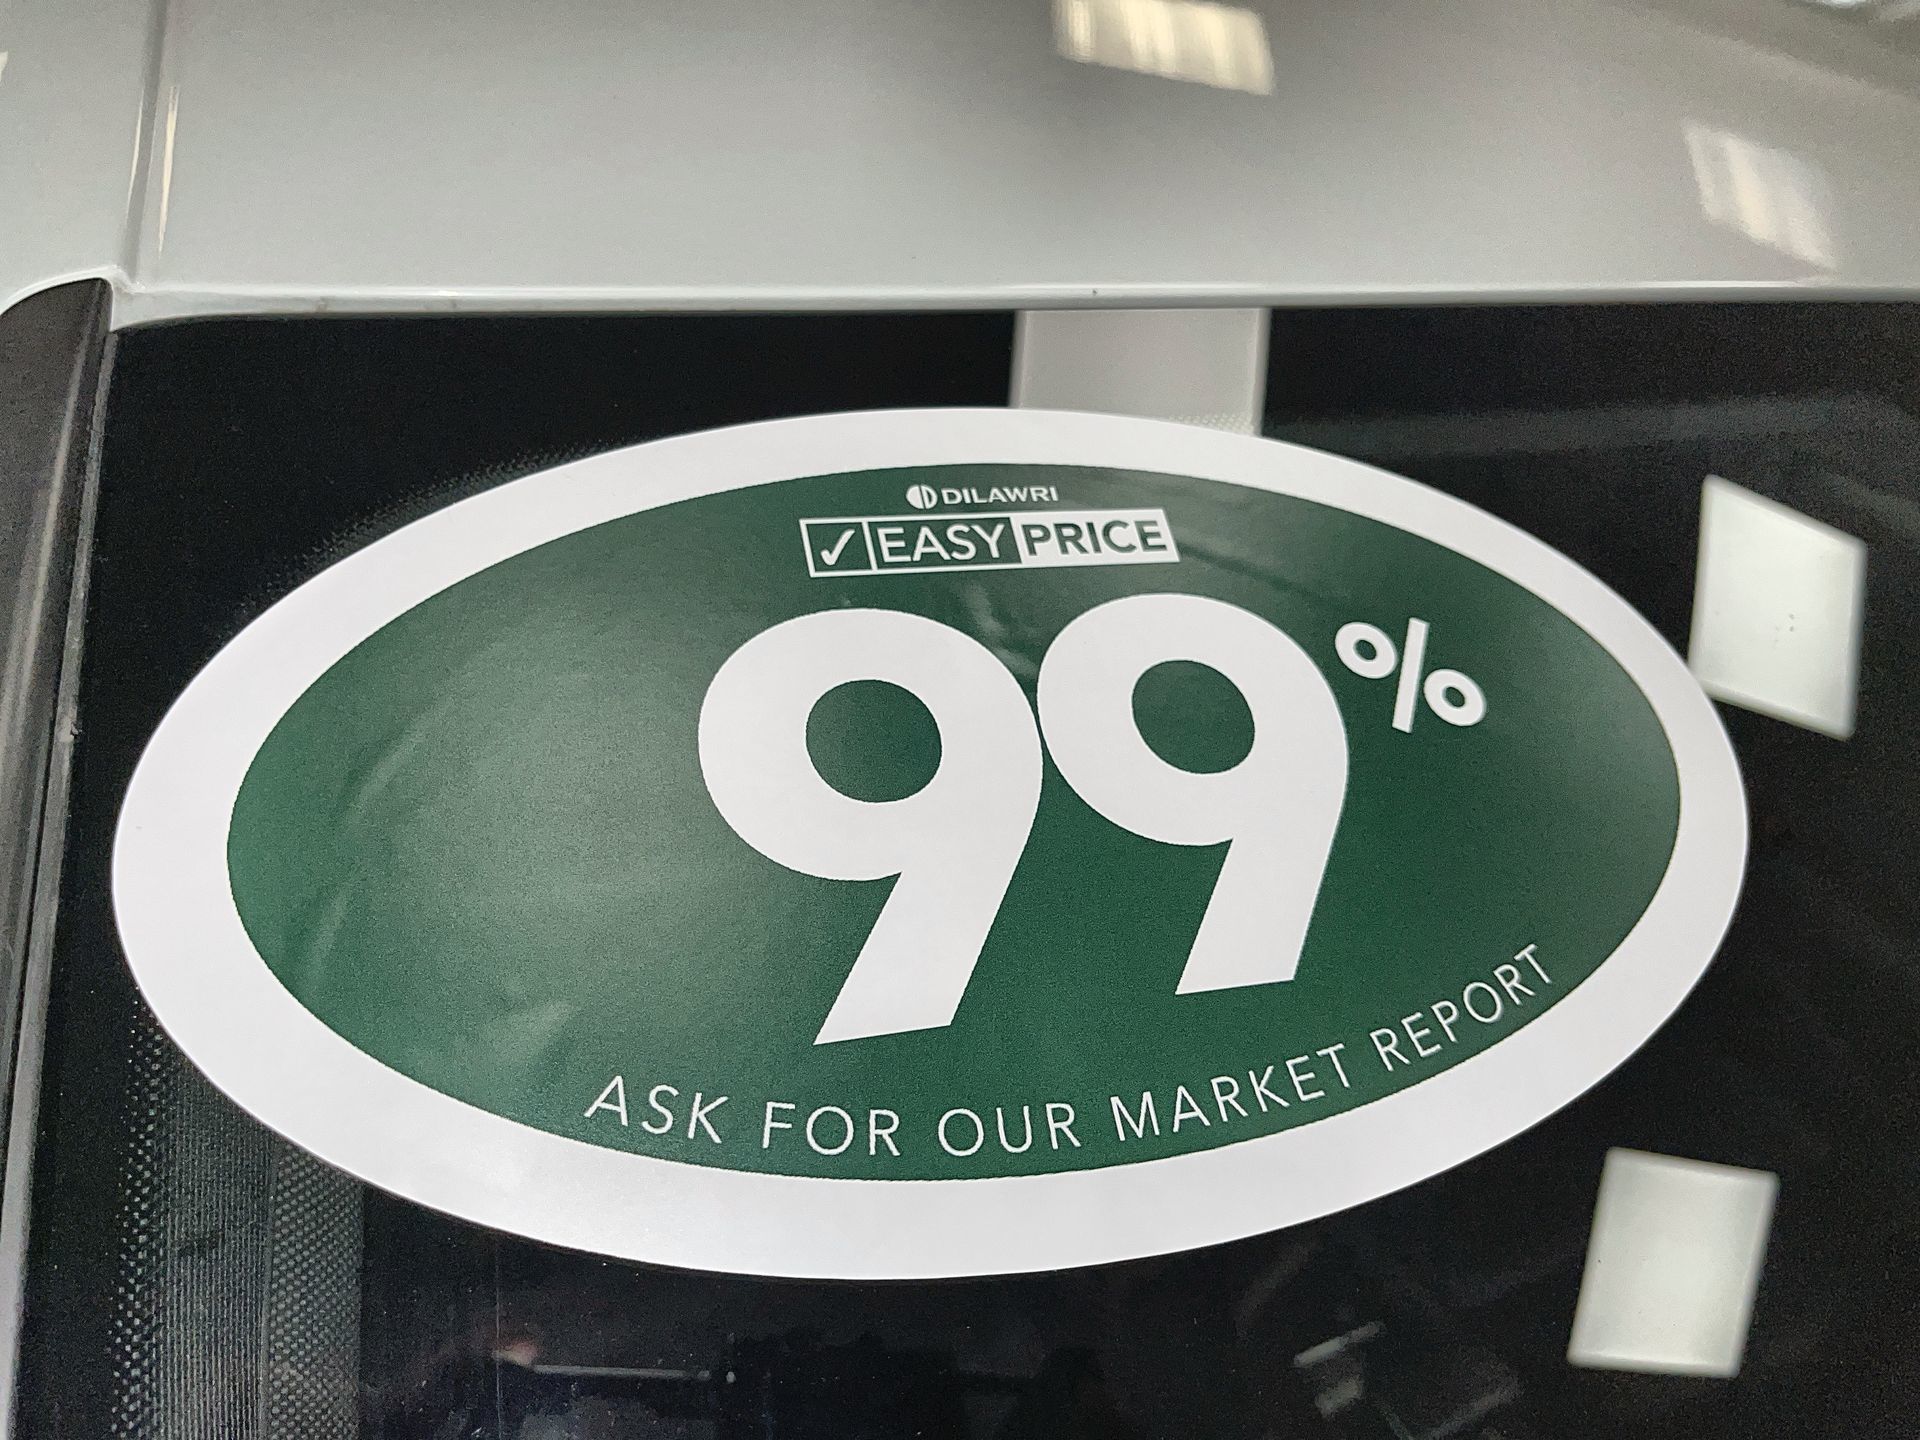 DILAWRI
✓ EASY PRICE
99%
ASK FOR OUR MARKET REPORT